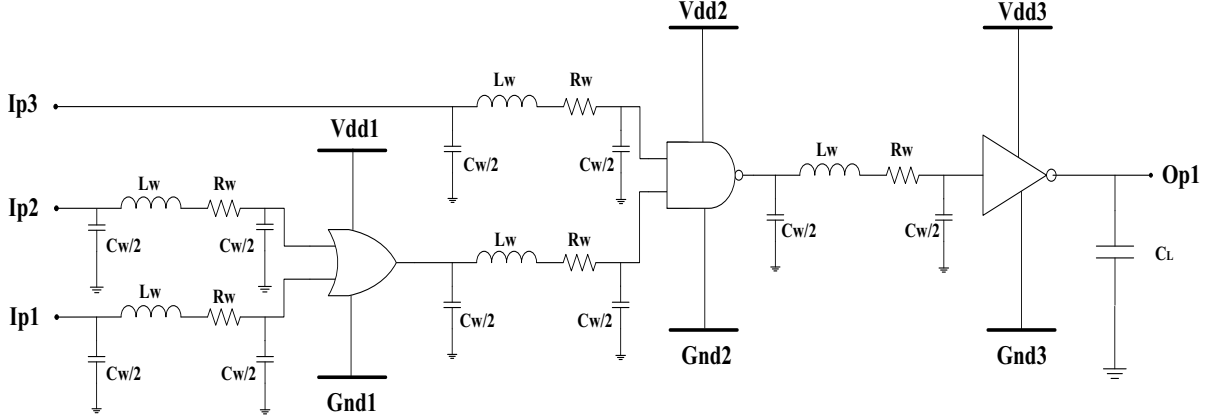 Vdd2
Vdd3
Lw
Rw
Ip3
Vdd1
Cw/2
Cw/2
Lw
Rw
Lw
Rw
Op1
Ip2
Cw/2
Cw/2
Lw
Rw
Cw/2
Cw/2
CL
Lw
Rw
Ip1
Cw/2
Cw/2
Gnd2
Gnd3
Cw/2
Cw/2
Gnd1